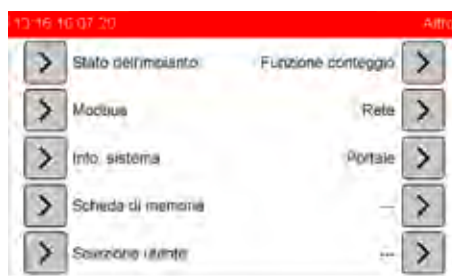 13:16 16.07.20 Altro
Stato dell'impianto Funzione conteggio
Modbus Rete
Info. sistema Portale
Scheda di memoria ---
Selezione utente ---